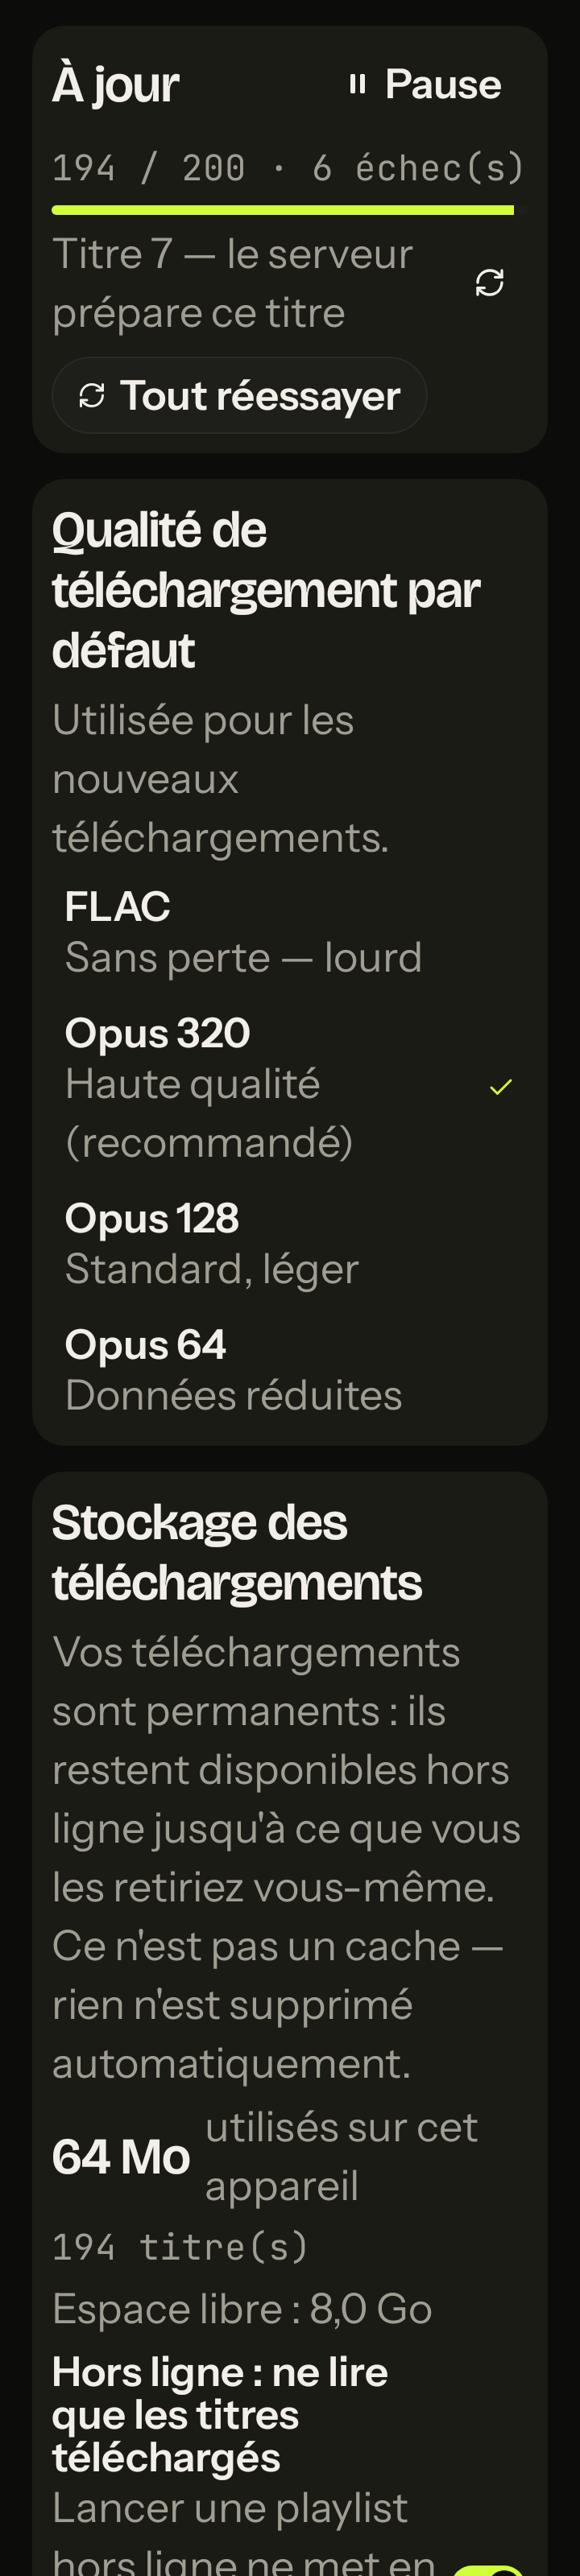 À jour
Pause
194 / 200 · 6 échec(s)
Titre 7 — le serveur
prépare ce titre
Tout réessayer
Qualité de
téléchargement par
défaut
Utilisée pour les
nouveaux
téléchargements.
FLAC
Sans perte — lourd
Opus 320
Haute qualité
(recommandé)
Opus 128
Standard, léger
Opus 64
Données réduites
Stockage des
téléchargements
Vos téléchargements
sont permanents : ils
restent disponibles hors
ligne jusqu'à ce que vous
les retiriez vous-même.
Ce n'est pas un cache —
rien n'est supprimé
automatiquement.
64 Mo utilisés sur cet
appareil
194 titre(s)
Espace libre : 8,0 Go
Hors ligne : ne lire
que les titres
téléchargés
Lancer une playlist
hors ligne ne met en